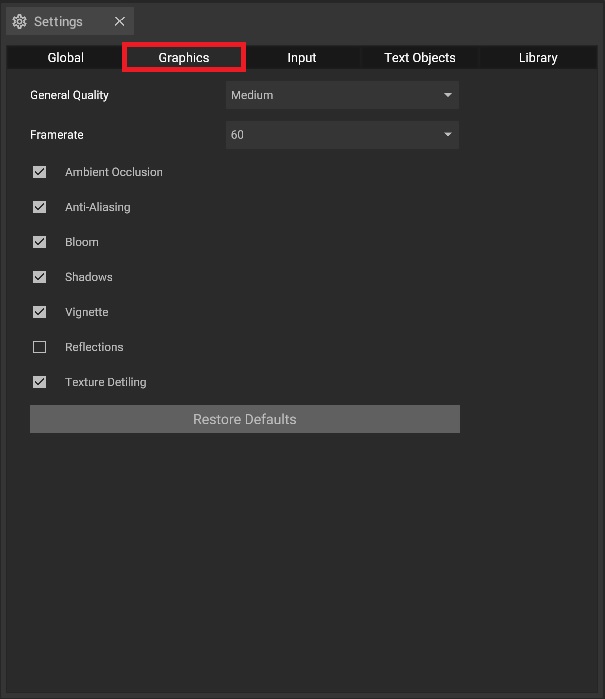 Settings
Global Graphics Input Text Objects Library
General Quality Medium
Framerate 60
Ambient Occlusion
Anti-Aliasing
Bloom
Shadows
Vignette
Reflections
Texture Detiling
Restore Defaults